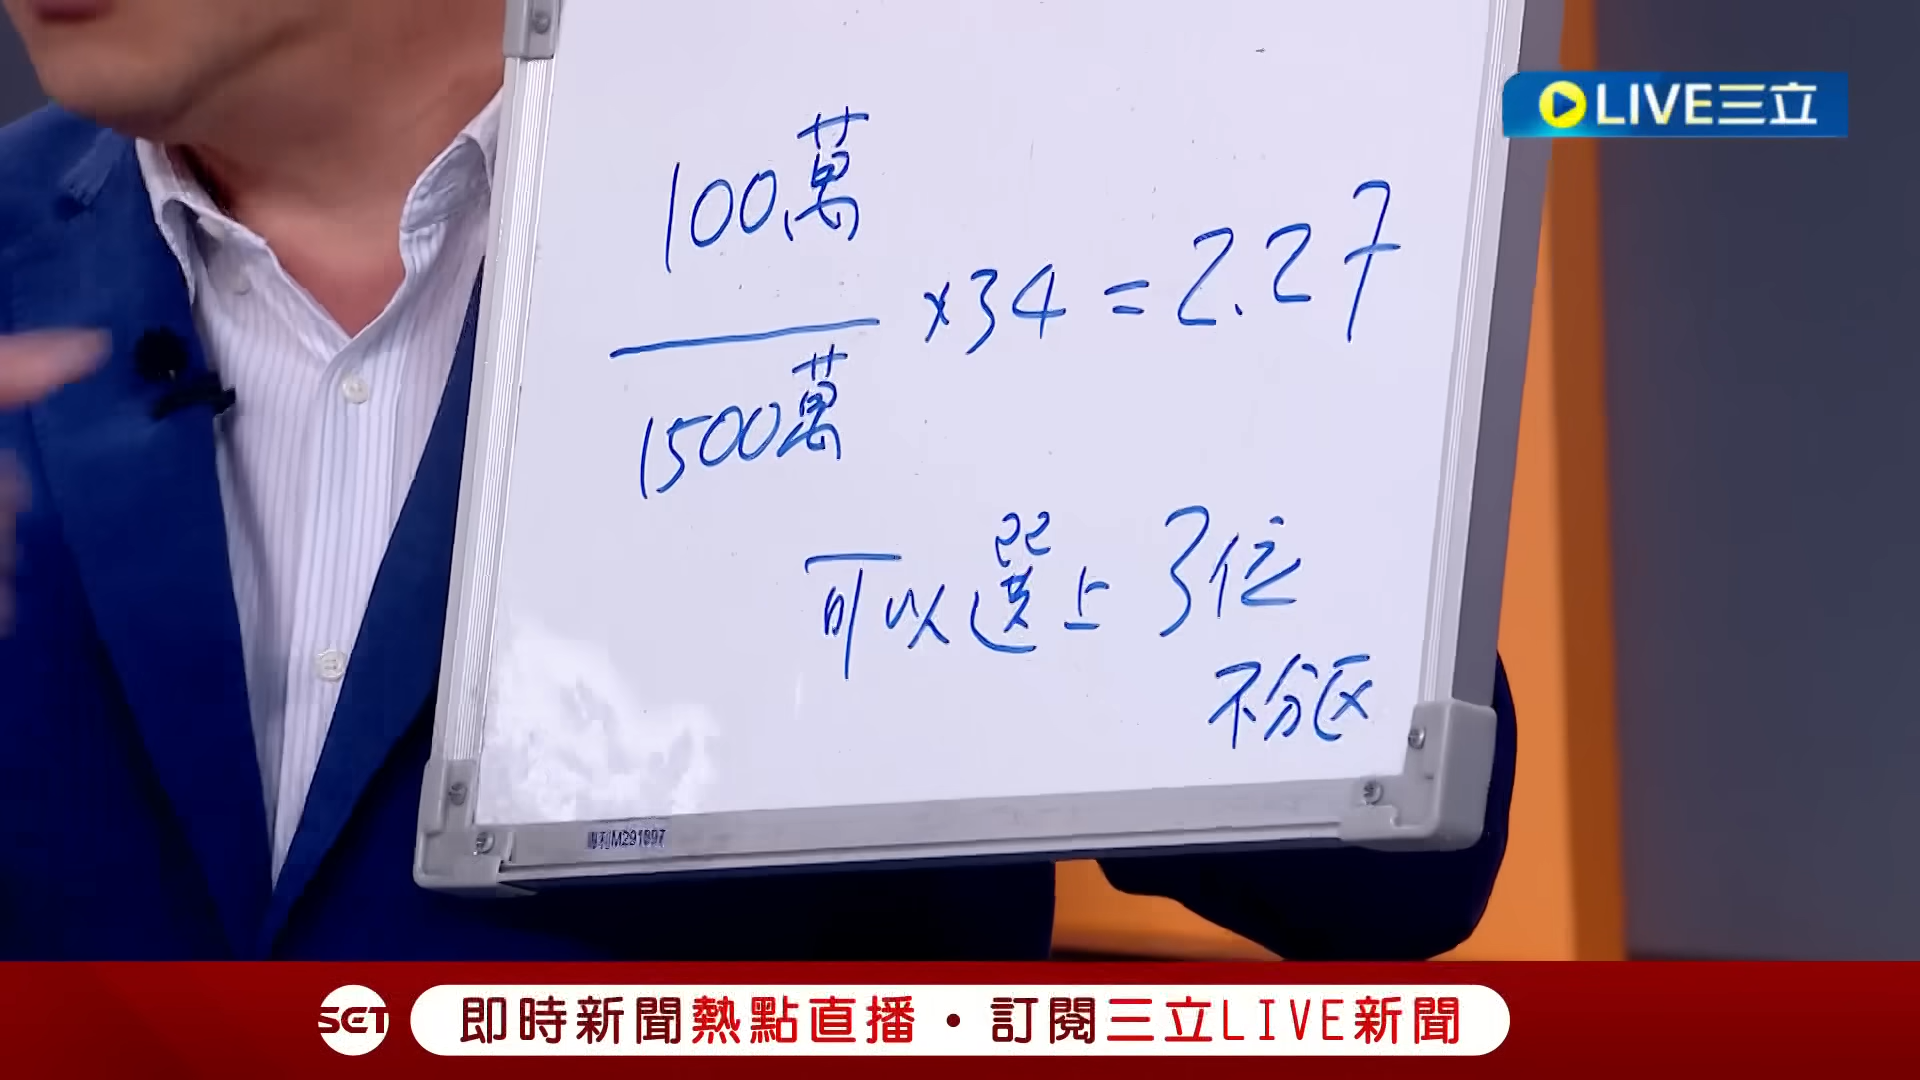 LIVE三立
100萬
1500萬
×34=2.27
可以選上3位
不分区
專利M291897
SET
即時新聞熱點直播・訂閱三立LIVE新聞